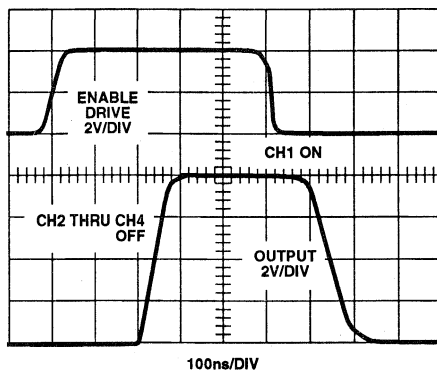 ENABLE
DRIVE
2V/DIV
CH1 ON
CH2 THRU CH4
OFF
OUTPUT
2V/DIV
100ns/DIV